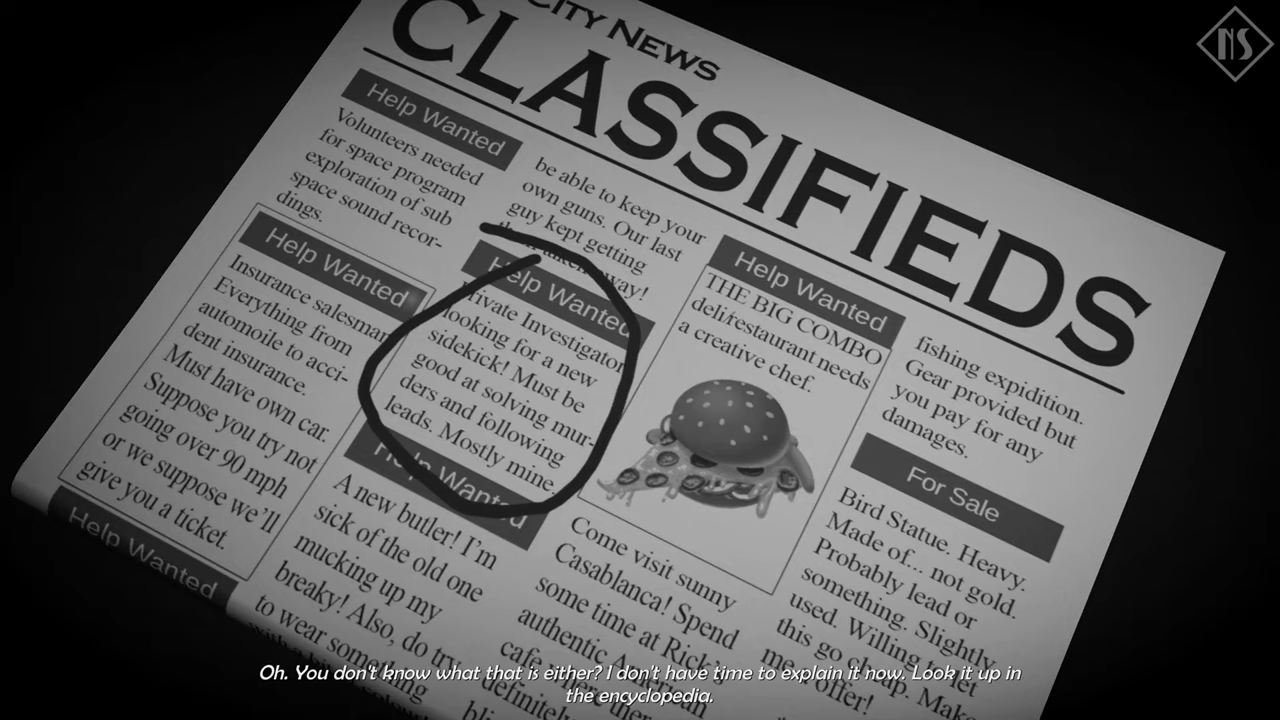 CITY NEWS
CLASSIFIEDS
NS
Help Wanted
Volunteers needed
for space program
exploration of sub
space sound recor-
dings.
Help Wanted
Insurance salesman
Everything from
automoile to acci-
dent insurance.
Must have own car.
Suppose you try not
going over 90 mph
or we suppose we'll
give you a ticket.
Help Wanted
be able to keep your
own guns. Our last
guy kept getting
way!
Help Wanted
Private Investigator
looking for a new
sidekick! Must be
good at solving mur-
ders and following
leads. Mostly mine.
Help Wanted
A new butler! I'm
sick of the old one
mucking up my
breaky! Also, do try
to wear something
Help Wanted
THE BIG COMBO
deli/restaurant needs
a creative chef.
Come visit sunny
Casablanca! Spend
some time at Rick's
authentic American
cafe
definitely
fishing expidition.
Gear provided but
you pay for any
damages.
For Sale
Bird Statue. Heavy.
Made of... not gold.
Probably lead or
something. Slightly
used. Willing to let
this go cheap. Make
me offer!
Oh. You don't know what that is either? I don't have time to explain it now. Look it up in
the encyclopedia.